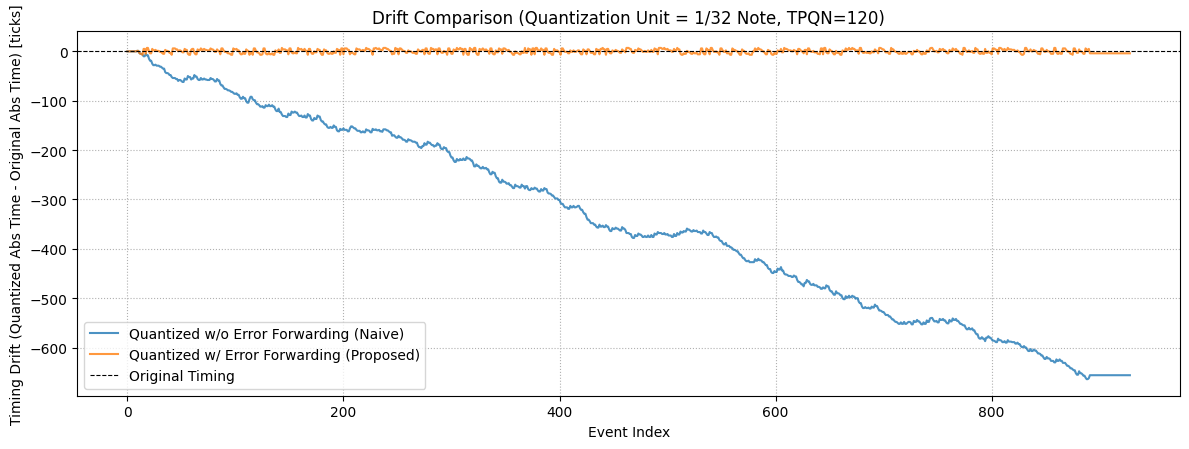 Drift Comparison (Quantization Unit = 1/32 Note, TPQN=120)
Timing Drift (Quantized Abs Time - Original Abs Time) [ticks]
0
−100
−200
−300
−400
−500
−600
Quantized w/o Error Forwarding (Naive)
Quantized w/ Error Forwarding (Proposed)
Original Timing
0
200
400
600
800
Event Index